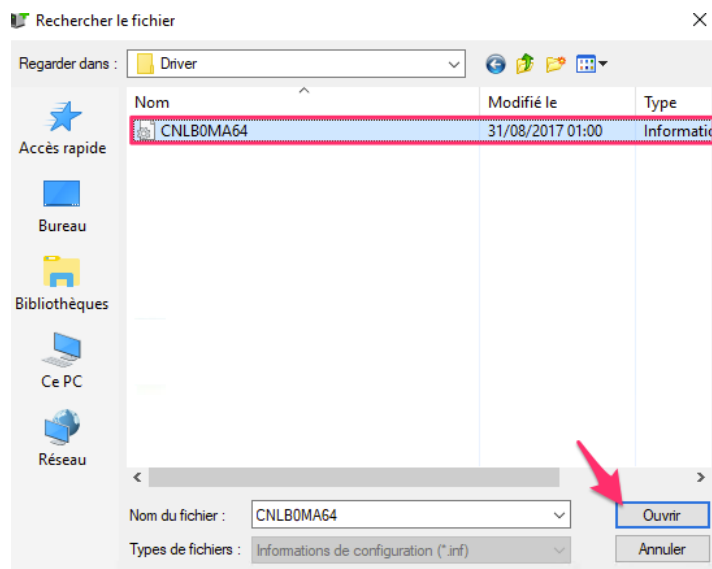 Rechercher le fichier
Regarder dans : Driver
Nom Modifié le Type
CNLB0MA64 31/08/2017 01:00 Informatic
Accès rapide
Bureau
Bibliothèques
Ce PC
Réseau
Nom du fichier : CNLB0MA64 Ouvrir
Types de fichiers : Informations de configuration (*.inf) Annuler